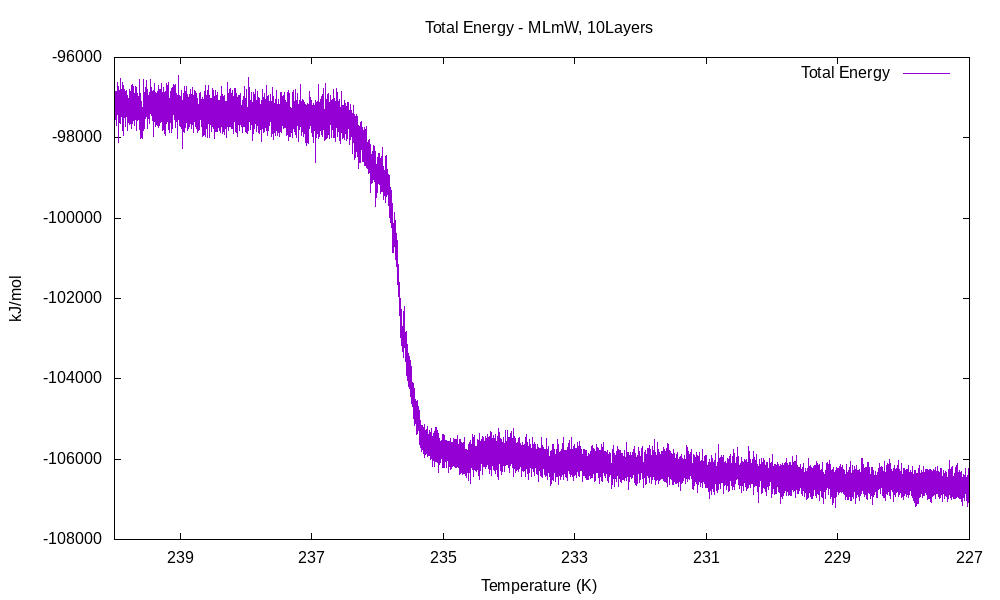 Total Energy - MLmW, 10Layers
-96000
Total Energy
-98000
-100000
-102000
kJ/mol
-104000
-106000
-108000
239 237 235 233 231 229 227
Temperature (K)